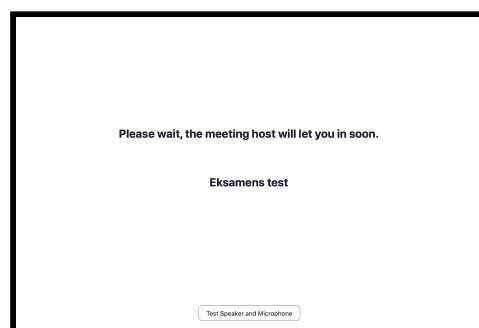 Please wait, the meeting host will let you in soon.
Eksamens test
Test Speaker and Microphone